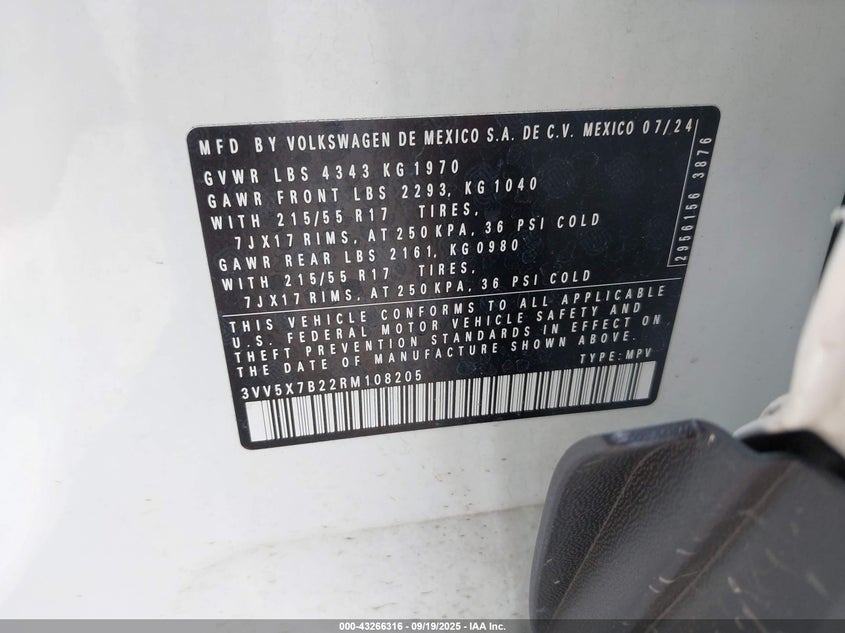 MFD BY VOLKSWAGEN DE MEXICO S.A. DE C.V. MEXICO 07/24
GVWR LBS 4343 KG 1970
GAWR FRONT LBS 2293, KG 1040
WITH 215/55 R17 TIRES,
7JX17 RIMS, AT 250 KPA, 36 PSI COLD
GAWR REAR LBS 2161, KG 0980
WITH 215/55 R17 TIRES,
7JX17 RIMS, AT 250 KPA, 36 PSI COLD
THIS VEHICLE CONFORMS TO ALL APPLICABLE
U.S. FEDERAL MOTOR VEHICLE SAFETY AND
THEFT PREVENTION STANDARDS IN EFFECT ON
THE DATE OF MANUFACTURE SHOWN ABOVE.
3VV5X7B22RM108205 TYPE: MPV
2956156 3876
000-43266316 - 09/19/2025 - IAA Inc.